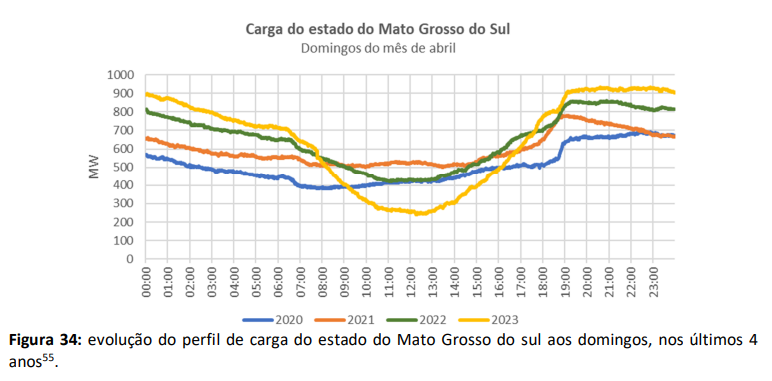 Carga do estado do Mato Grosso do Sul
Domingos do mês de abril
MW
1000
900
800
700
600
500
400
300
200
100
0
00:00 01:00 02:00 03:00 04:00 05:00 06:00 07:00 08:00 09:00 10:00 11:00 12:00 13:00 14:00 15:00 16:00 17:00 18:00 19:00 20:00 21:00 22:00 23:00
2020 2021 2022 2023
Figura 34: evolução do perfil de carga do estado do Mato Grosso do sul aos domingos, nos últimos 4
anos⁵⁵.